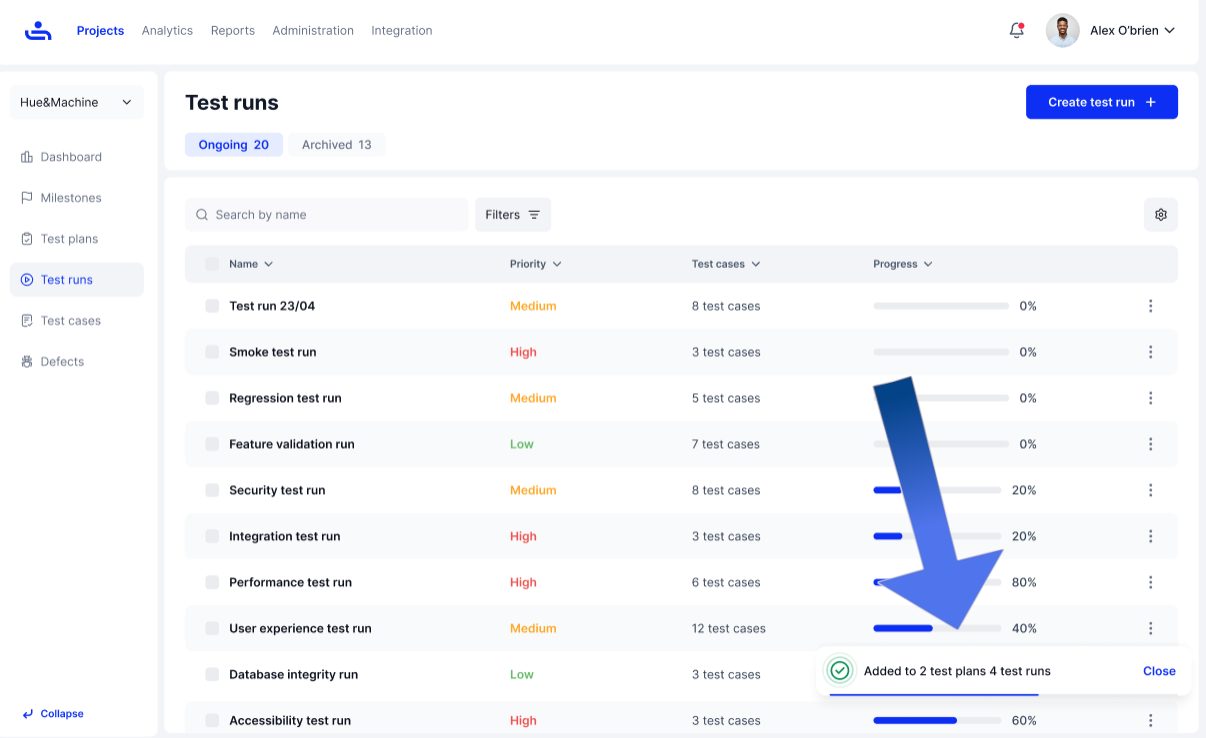 Projects Analytics Reports Administration Integration Alex O'brien
Hue&Machine
Dashboard
Milestones
Test plans
Test runs
Test cases
Defects
Collapse
Test runs
Create test run +
Ongoing 20 Archived 13
Search by name Filters
Name Priority Test cases Progress
Test run 23/04 Medium 8 test cases 0%
Smoke test run High 3 test cases 0%
Regression test run Medium 5 test cases 0%
Feature validation run Low 7 test cases 0%
Security test run Medium 8 test cases 20%
Integration test run High 3 test cases 20%
Performance test run High 6 test cases 80%
User experience test run Medium 12 test cases 40%
Database integrity run Low 3 test cases
Added to 2 test plans 4 test runs Close
Accessibility test run High 3 test cases 60%